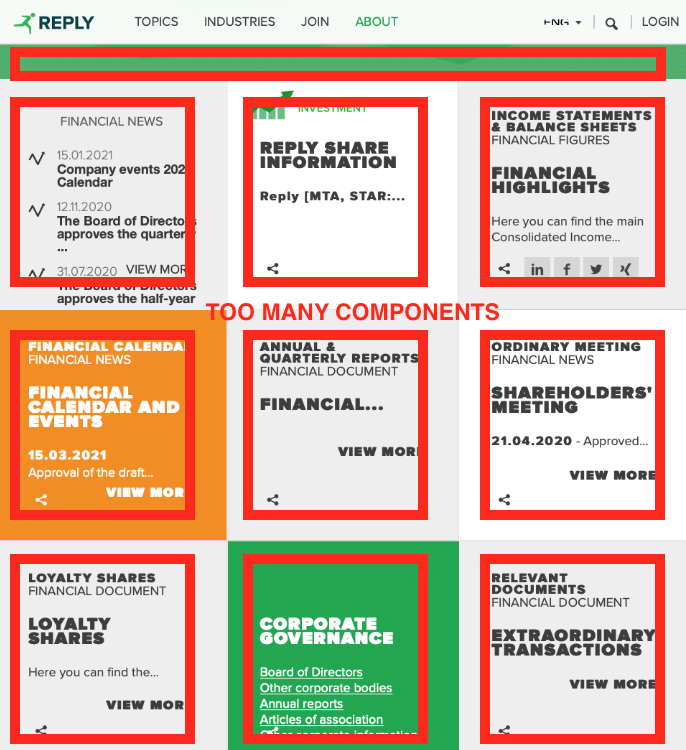 REPLY
TOPICS INDUSTRIES JOIN ABOUT
ENG LOGIN
FINANCIAL NEWS
15.01.2021
Company events 202
Calendar
12.11.2020
The Board of Directors
approves the quarter
...
31.07.2020 VIEW MOR
The Board of Directors
approves the half-year
INVESTMENT
REPLY SHARE
INFORMATION
Reply [MTA, STAR:...
INCOME STATEMENTS
& BALANCE SHEETS
FINANCIAL FIGURES
FINANCIAL
HIGHLIGHTS
Here you can find the main
Consolidated Income...
in f
TOO MANY COMPONENTS
FINANCIAL CALENDA
FINANCIAL NEWS
FINANCIAL
CALENDAR AND
EVENTS
15.03.2021
Approval of the draft...
VIEW MOR
ANNUAL &
QUARTERLY REPORTS
FINANCIAL DOCUMENT
FINANCIAL...
VIEW MOR
ORDINARY MEETING
FINANCIAL NEWS
SHAREHOLDERS'
MEETING
21.04.2020 - Approved...
VIEW MORE
LOYALTY SHARES
FINANCIAL DOCUMENT
LOYALTY
SHARES
Here you can find the...
VIEW MOR
CORPORATE
GOVERNANCE
Board of Directors
Other corporate bodies
Annual reports
Articles of association
Other corporate information
RELEVANT
DOCUMENTS
FINANCIAL DOCUMENT
EXTRAORDINARY
TRANSACTIONS
VIEW MORE